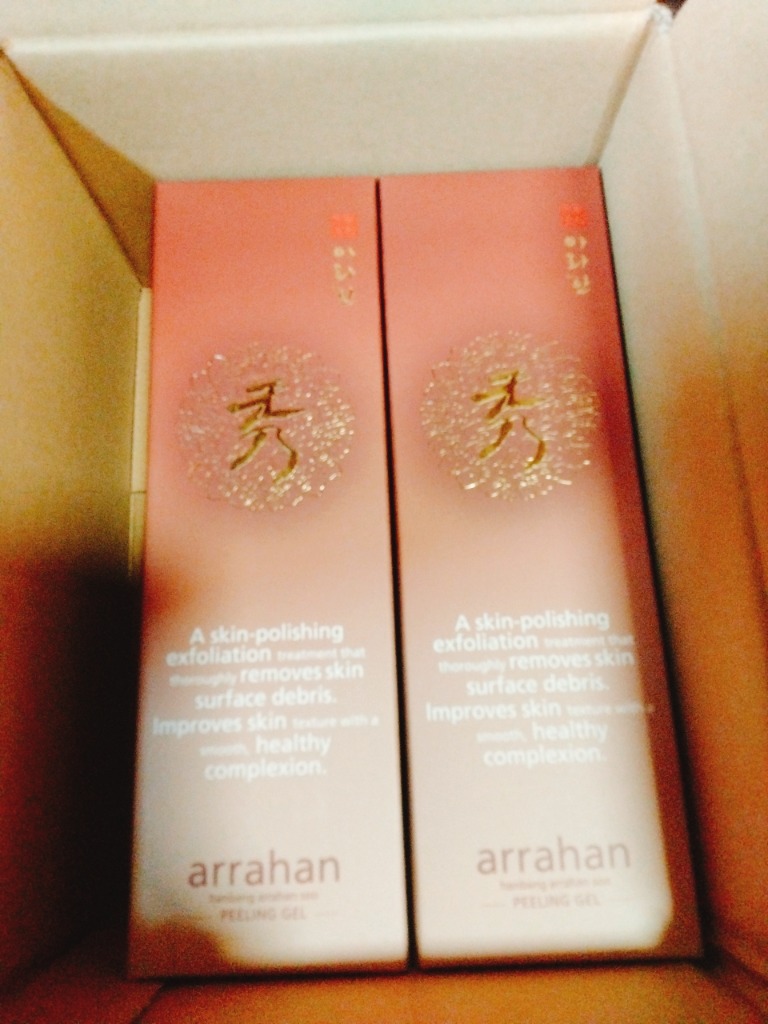 秀
A skin-polishing
exfoliation treatment that
thoroughly removes skin
surface debris.
Improves skin texture with a
smooth, healthy
complexion.
arrahan
PEELING GEL
秀
A skin-polishing
exfoliation treatment that
thoroughly removes skin
surface debris.
Improves skin texture with a
smooth, healthy
complexion.
arrahan
PEELING GEL